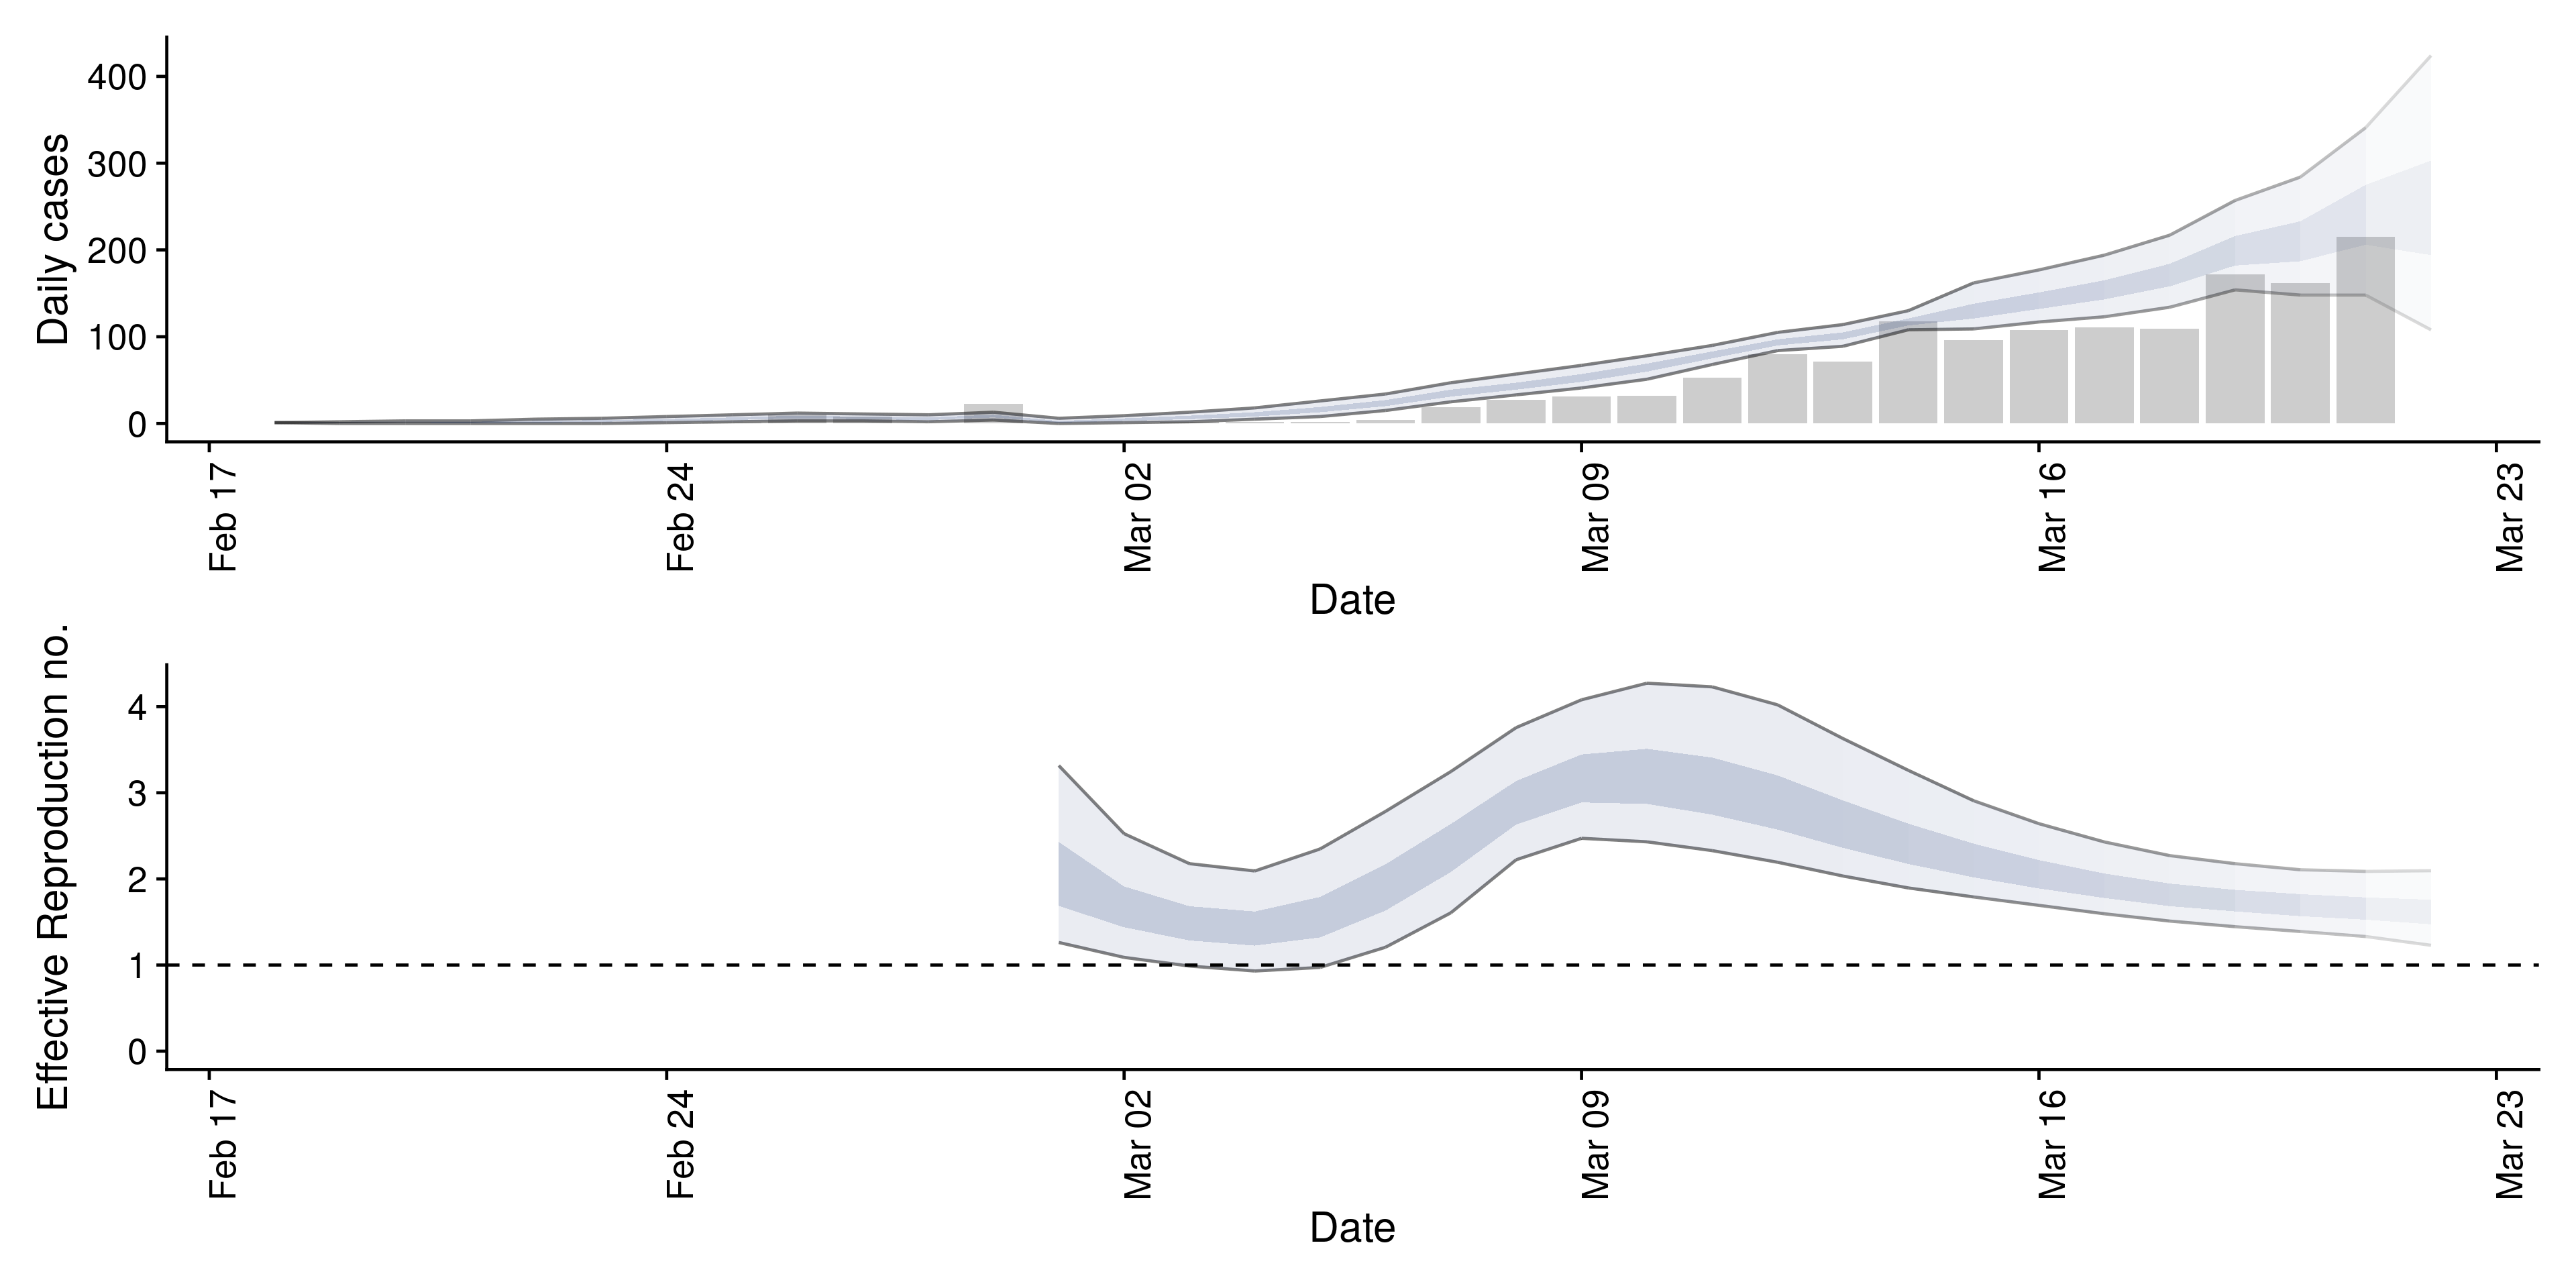 Daily cases
400
300
200
100
0
Feb 17
Feb 24
Mar 02
Mar 09
Mar 16
Mar 23
Date
Effective Reproduction no.
4
3
2
1
0
Feb 17
Feb 24
Mar 02
Mar 09
Mar 16
Mar 23
Date